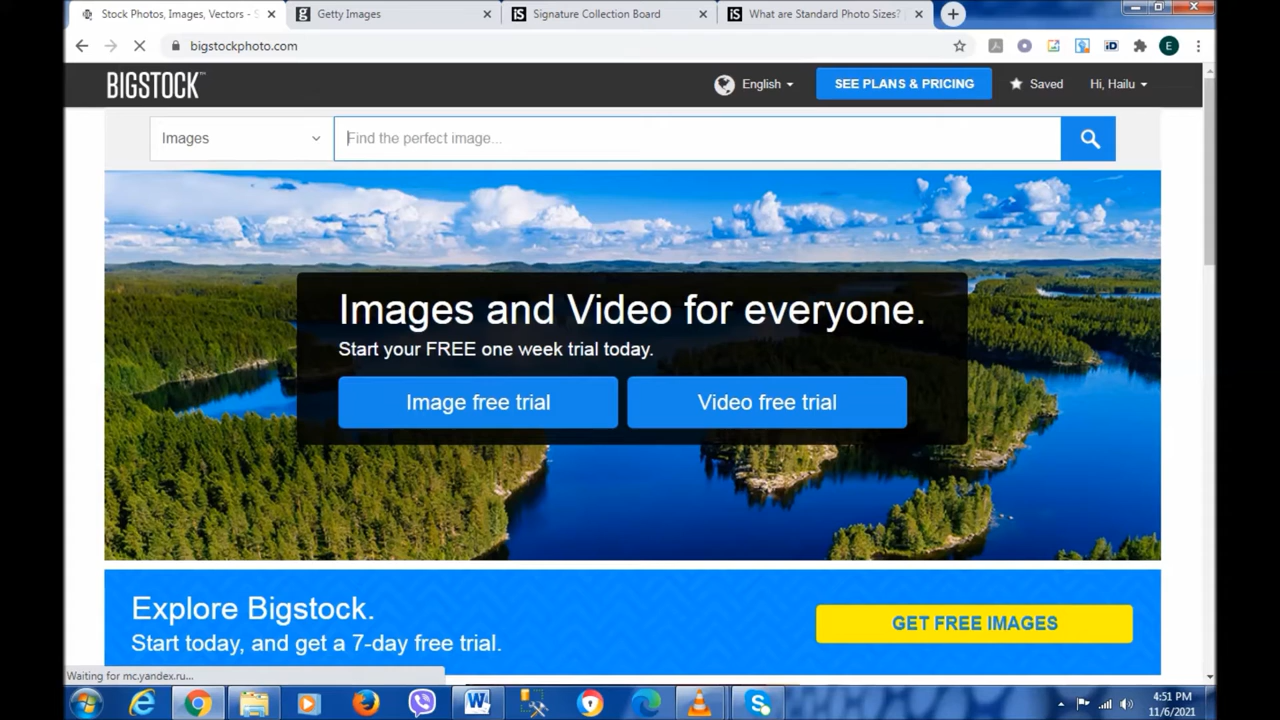 Stock Photos, Images, Vectors - S
Getty Images
Signature Collection Board
What are Standard Photo Sizes?
bigstockphoto.com
E
BIGSTOCK
English
SEE PLANS & PRICING
Saved
Hi, Hailu
Images
Find the perfect image...
Images and Video for everyone.
Start your FREE one week trial today.
Image free trial
Video free trial
Explore Bigstock.
Start today, and get a 7-day free trial.
GET FREE IMAGES
Waiting for mc.yandex.ru...
4:51 PM
11/6/2021